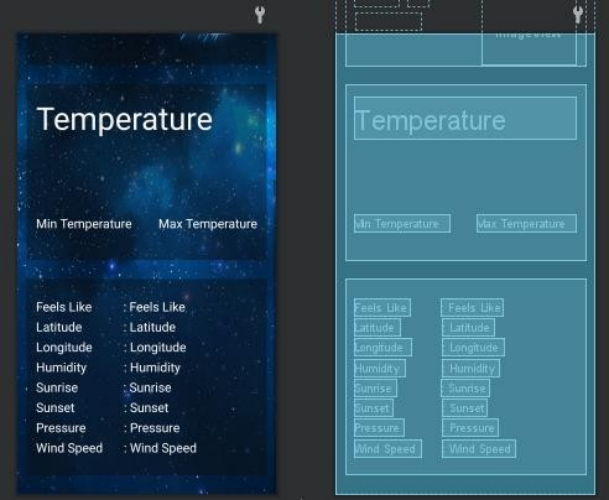 Temperature
Min Temperature Max Temperature
Feels Like : Feels Like
Latitude : Latitude
Longitude : Longitude
Humidity : Humidity
Sunrise : Sunrise
Sunset : Sunset
Pressure : Pressure
Wind Speed : Wind Speed
ImageView
Temperature
Min Temperature Max Temperature
Feels Like : Feels Like
Latitude : Latitude
Longitude : Longitude
Humidity : Humidity
Sunrise : Sunrise
Sunset : Sunset
Pressure : Pressure
Wind Speed : Wind Speed